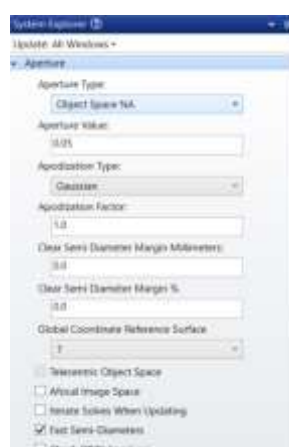 System Explorer
Update: All Windows
Aperture
Aperture Type:
Object Space NA
Aperture Value:
0.05
Apodization Type:
Gaussian
Apodization Factor:
1.0
Clear Semi Diameter Margin Millimeters:
0.0
Clear Semi Diameter Margin %
0.0
Global Coordinate Reference Surface
Telecentric Object Space
Afocal Image Space
Iterate Solves When Updating
Fast Semi-Diameters